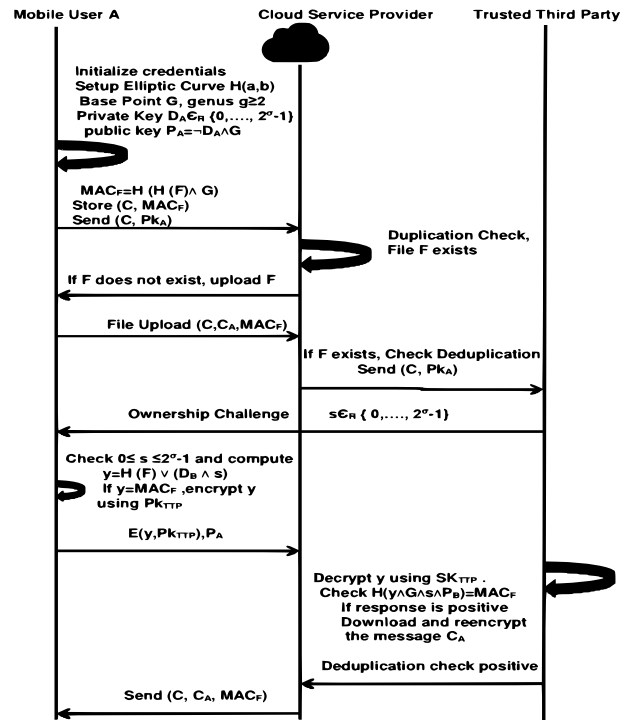 Mobile User A Cloud Service Provider Trusted Third Party
Initialize credentials
Setup Elliptic Curve H(a,b)
Base Point G, genus g≥2
Private Key D_AЄ_R {0,...., 2^σ-1}
public key P_A=¬D_A∧G
MAC_F=H (H (F)∧ G)
Store (C, MAC_F)
Send (C, Pk_A)
Duplication Check,
File F exists
If F does not exist, upload F
File Upload (C,C_A,MAC_F)
If F exists, Check Deduplication
Send (C, Pk_A)
Ownership Challenge sЄ_R { 0,...., 2^σ-1}
Check 0≤ s ≤2^σ-1 and compute
y=H (F) ∨ (D_B ∧ s)
If y=MAC_F ,encrypt y
using Pk_TTP
E(y,Pk_TTP),P_A
Decrypt y using SK_TTP .
Check H(y∧G∧s∧P_B)=MAC_F
If response is positive
Download and reencrypt
the message C_A
Deduplication check positive
Send (C, C_A, MAC_F)